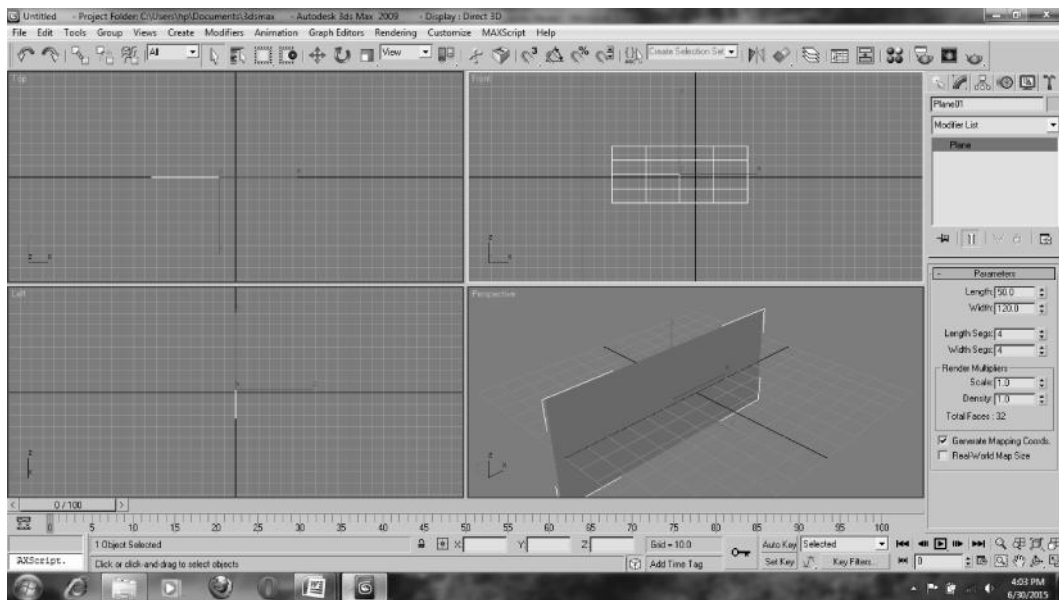 Untitled - Project Folder: C:\Users\hp\Documents\3dsmax - Autodesk 3ds Max 2009 - Display : Direct 3D
File Edit Tools Group Views Create Modifiers Animation Graph Editors Rendering Customize MAXScript Help
All View Create Selection Set
Top Front
Plane01
Modifier List
Plane
Left Perspective
- Parameters
Length: 50.0
Width: 120.0
Length Segs: 4
Width Segs: 4
Render Multipliers
Scale: 1.0
Density: 1.0
Total Faces : 32
Generate Mapping Coords.
Real-World Map Size
< 0 / 100 >
0 5 10 15 20 25 30 35 40 45 50 55 60 65 70 75 80 85 90 95 100
1 Object Selected X: Y: Z: Grid = 10.0 Auto Key Selected
AXScript. Click or click-and-drag to select objects Add Time Tag Set Key Key Filters... 0
4:03 PM
6/30/2015